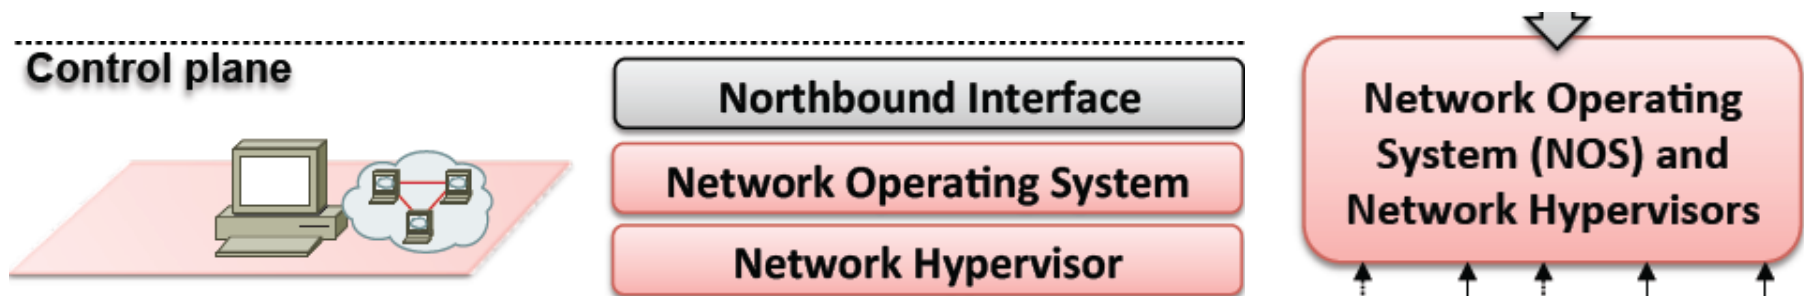 Control plane
Northbound Interface
Network Operating System
Network Hypervisor
Network Operating
System (NOS) and
Network Hypervisors